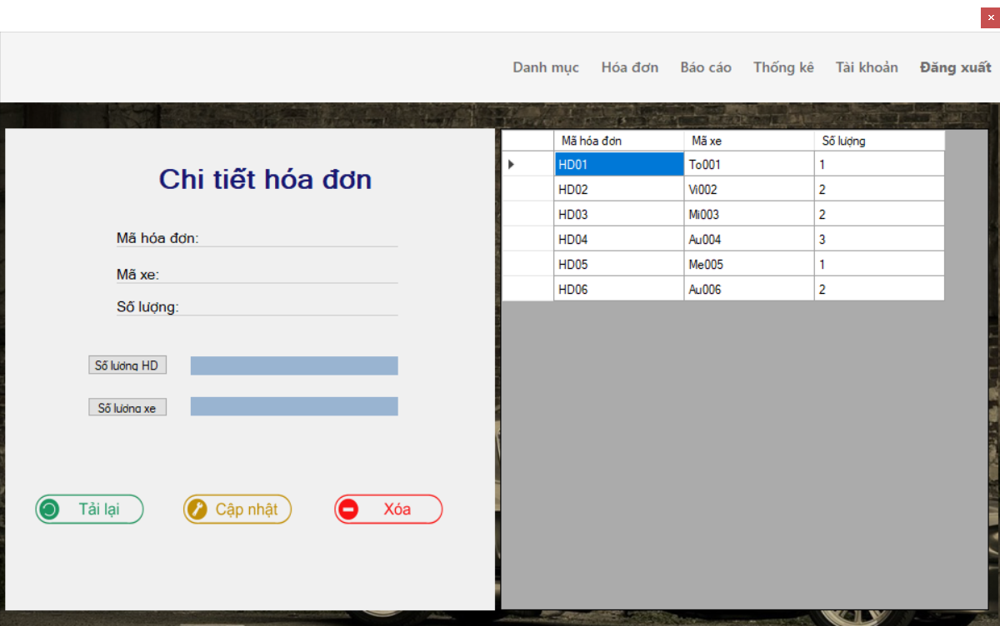 Danh mục Hóa đơn Báo cáo Thống kê Tài khoản Đăng xuất
Chi tiết hóa đơn
Mã hóa đơn:
Mã xe:
Số lượng:
Số lượng HD
Số lượng xe
Tải lại Cập nhật Xóa
Mã hóa đơn Mã xe Số lượng
HD01 To001 1
HD02 Vi002 2
HD03 Mi003 2
HD04 Au004 3
HD05 Me005 1
HD06 Au006 2